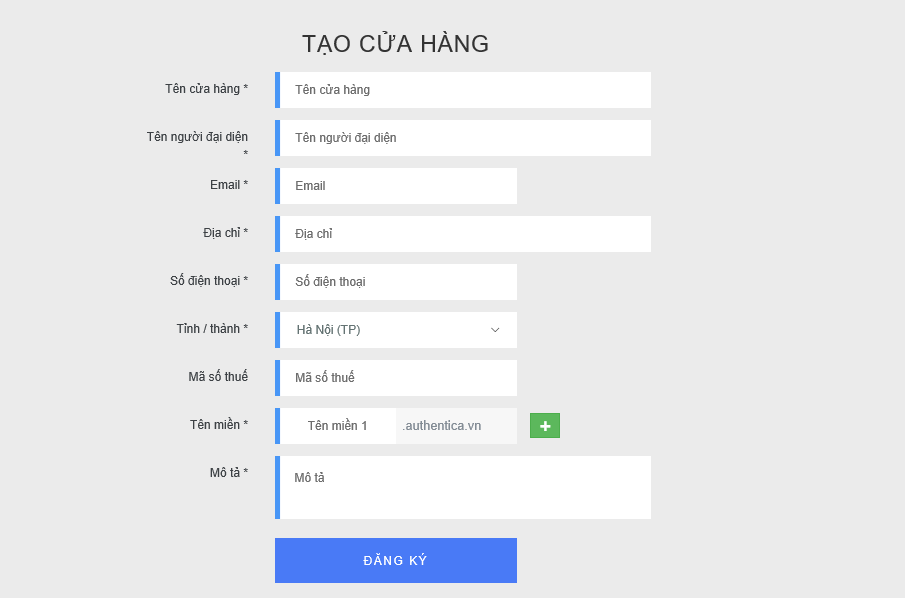 TẠO CỬA HÀNG
Tên cửa hàng *
Tên cửa hàng
Tên người đại diện
*
Tên người đại diện
Email *
Email
Địa chỉ *
Địa chỉ
Số điện thoại *
Số điện thoại
Tỉnh / thành *
Hà Nội (TP)
Mã số thuế
Mã số thuế
Tên miền *
Tên miền 1
.authentica.vn
Mô tả *
Mô tả
ĐĂNG KÝ